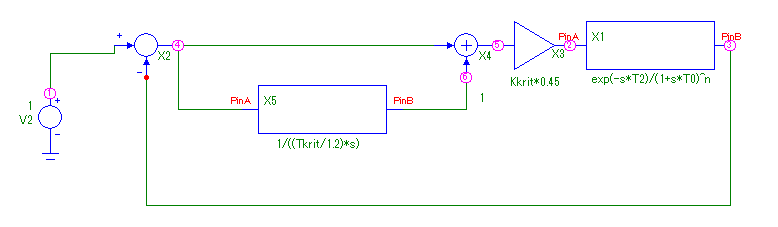 +
X2
4
X4
5
PinA
2
X3
X1
PinB
3
-
6
Kkrit*0.45
exp(-s*T2)/(1+s*T0)^n
1
1
+
V2
-
PinA
X5
PinB
1
1/((Tkrit/1.2)*s)